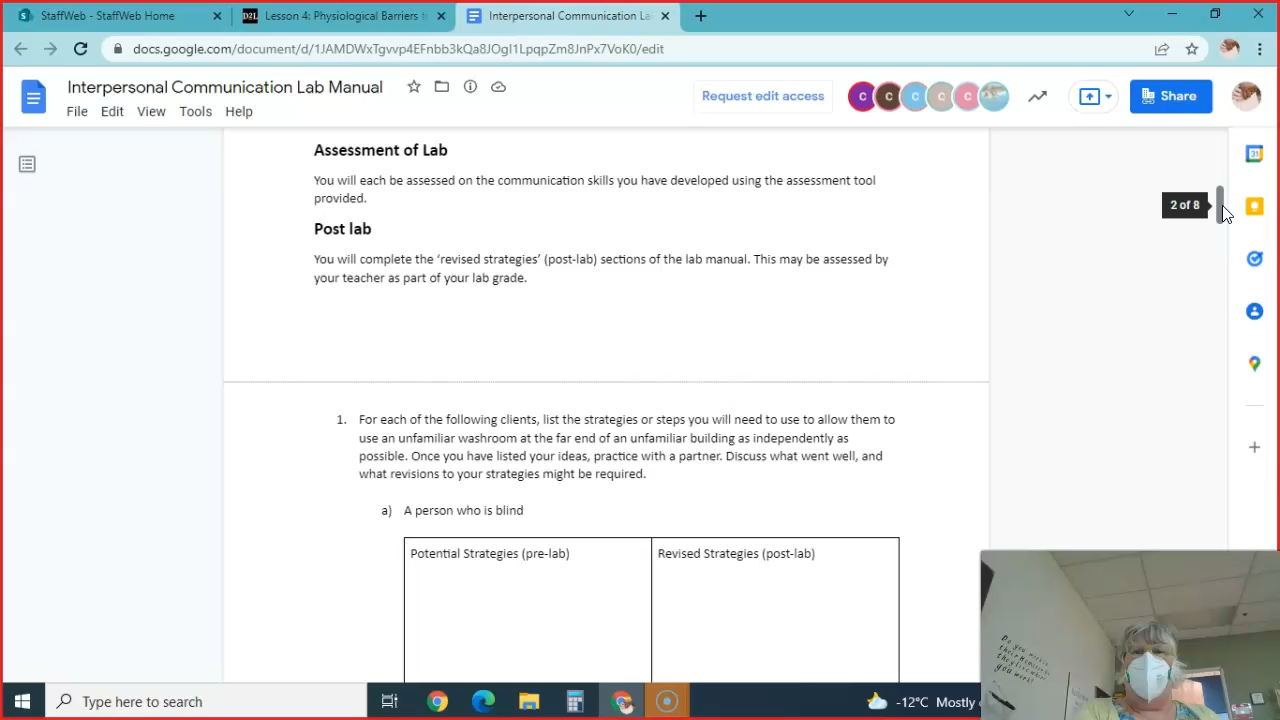 StaffWeb - StaffWeb Home
D2L Lesson 4: Physiological Barriers t
Interpersonal Communication La
docs.google.com/document/d/1JAMDWxTgvvp4EFnbb3kQa8JOgI1LpqpZm8JnPx7VoK0/edit
Interpersonal Communication Lab Manual
Request edit access
C C C C C
Share
File Edit View Tools Help
Assessment of Lab
You will each be assessed on the communication skills you have developed using the assessment tool
provided.
2 of 8
Post lab
You will complete the ‘revised strategies’ (post-lab) sections of the lab manual. This may be assessed by
your teacher as part of your lab grade.
1. For each of the following clients, list the strategies or steps you will need to use to allow them to
use an unfamiliar washroom at the far end of an unfamiliar building as independently as
possible. Once you have listed your ideas, practice with a partner. Discuss what went well, and
what revisions to your strategies might be required.
a) A person who is blind
Potential Strategies (pre-lab)
Revised Strategies (post-lab)
Do you
you work
Type here to search
-12°C Mostly c